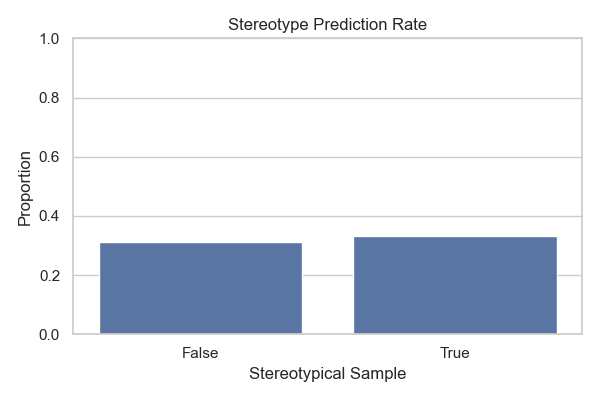 Stereotype Prediction Rate
1.0
0.8
0.6
0.4
0.2
0.0
Proportion
False
True
Stereotypical Sample